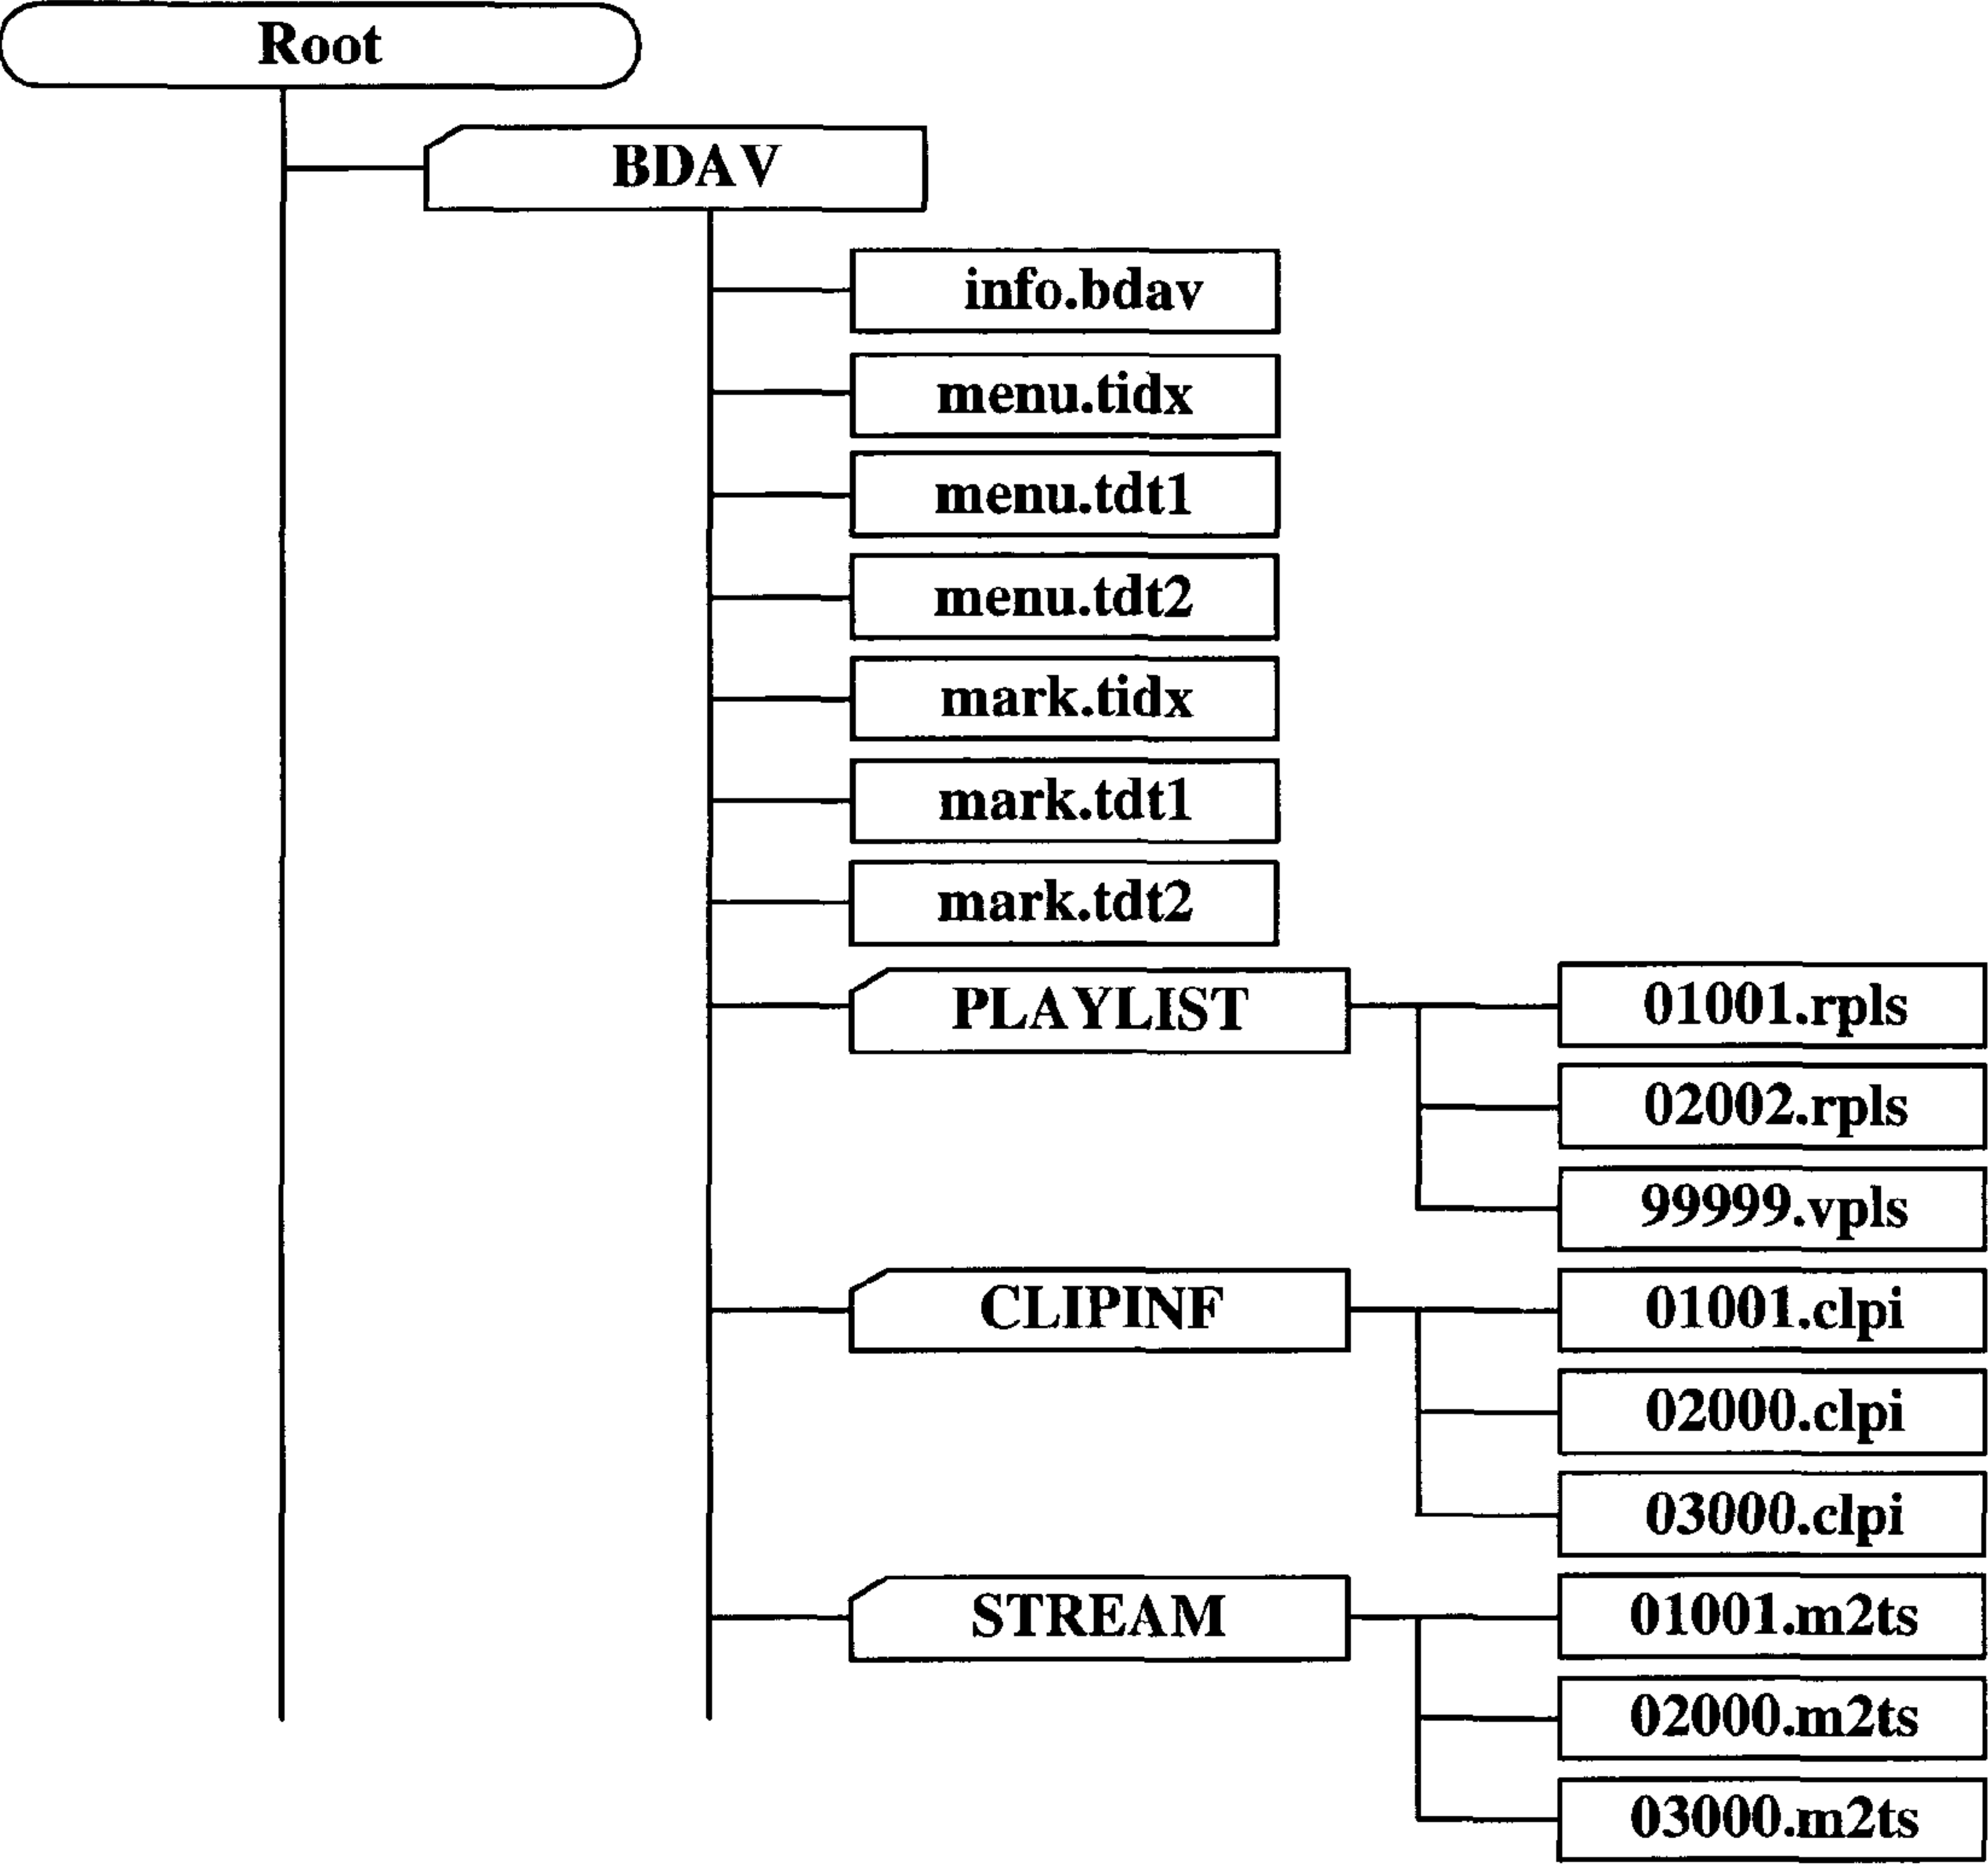 Root
BDAV
info.bdav
menu.tidx
menu.tdt1
menu.tdt2
mark.tidx
mark.tdt1
mark.tdt2
PLAYLIST
01001.rpls
02002.rpls
99999.vpls
CLIPINF
01001.clpi
02000.clpi
03000.clpi
STREAM
01001.m2ts
02000.m2ts
03000.m2ts